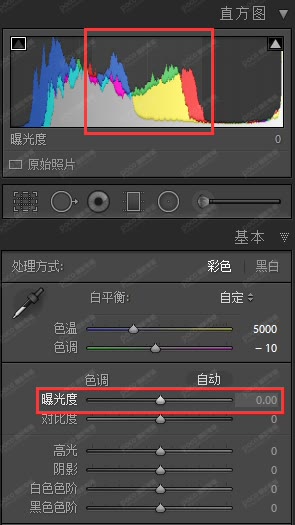 直方图
曝光度 0
原始照片
基本
处理方式: 彩色 黑白
白平衡: 自定
色温 5000
色调 －10
色调 自动
曝光度 0.00
对比度 0
高光 0
阴影 0
白色色阶 0
黑色色阶 0